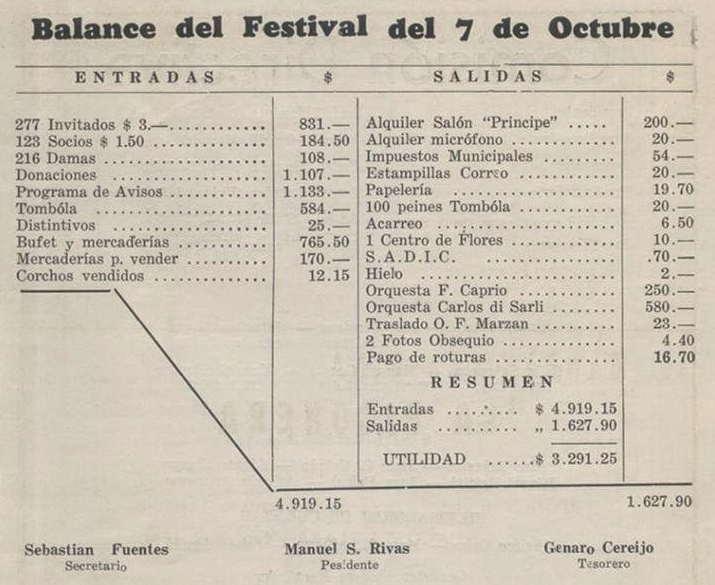 Balance del Festival del 7 de Octubre
ENTRADAS $ SALIDAS $
277 Invitados $ 3.—............ 831.—
123 Socios $ 1.50 ............ 184.50
216 Damas ............ 108.—
Donaciones ............ 1.107.—
Programa de Avisos ............ 1.133.—
Tombóla ............ 584.—
Distintivos ............ 25.—
Bufet y mercaderías ......... 765.50
Mercaderías p. vender ........ 170.—
Corchos vendidos ............ 12.15
Alquiler Salón "Principe" ..... 200.—
Alquiler micrófono .......... 20.—
Impuestos Municipales ........ 54.—
Estampillas Correo .......... 20.—
Papelería ............ 19.70
100 peines Tombóla .......... 20.—
Acarreo ............ 6.50
1 Centro de Flores ........... 10.—
S.A.D.I.C. ............ .70.—
Hielo ............ 2.—
Orquesta F. Caprio .......... 250.—
Orquesta Carlos di Sarli ....... 580.—
Traslado O. F. Marzan ........ 23.—
2 Fotos Obsequio ........... 4.40
Pago de roturas ............ 16.70
RESUMEN
Entradas ......... $ 4.919.15
Salidas .......... „ 1.627.90
UTILIDAD ......$ 3.291.25
4.919.15 1.627.90
Sebastian Fuentes Manuel S. Rivas Genaro Cereijo
Secretario Pesidente Tesorero